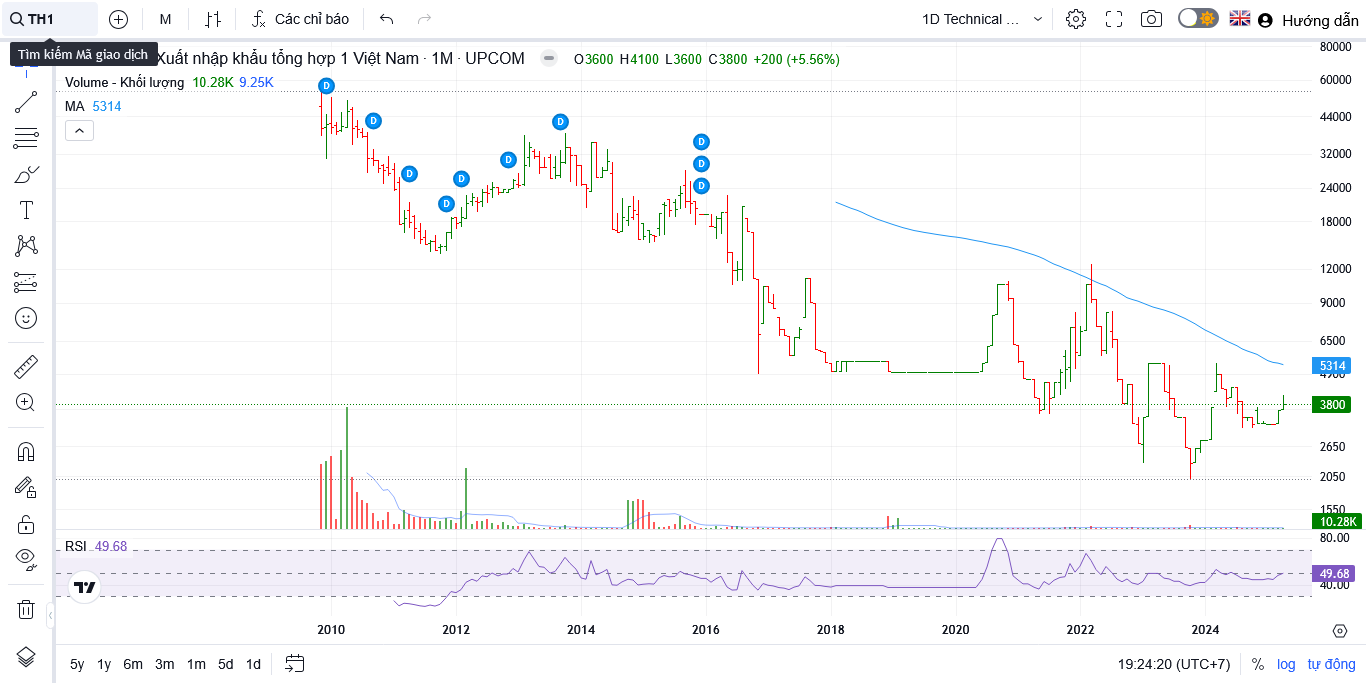 TH1
M
Các chỉ báo
1D Technical ...
Hướng dẫn
Tìm kiếm Mã giao dịch
Xuất nhập khẩu tổng hợp 1 Việt Nam · 1M · UPCOM
O3600 H4100 L3600 C3800 +200 (+5.56%)
Volume - Khối lượng 10.28K 9.25K
MA 5314
D
D
D
D
D
D
D
D
D
D
80000
60000
44000
32000
24000
18000
12000
9000
6500
5314
4900
3800
2650
2050
1550
10.28K
RSI 49.68
80.00
49.68
40.00
2010 2012 2014 2016 2018 2020 2022 2024
5y 1y 6m 3m 1m 5d 1d
19:24:20 (UTC+7) % log tự động